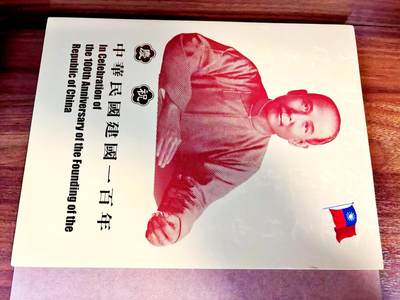 慶祝
中華民國建國一百年
In Celebration of
the 100th Anniversary of the Founding of the
Republic of China